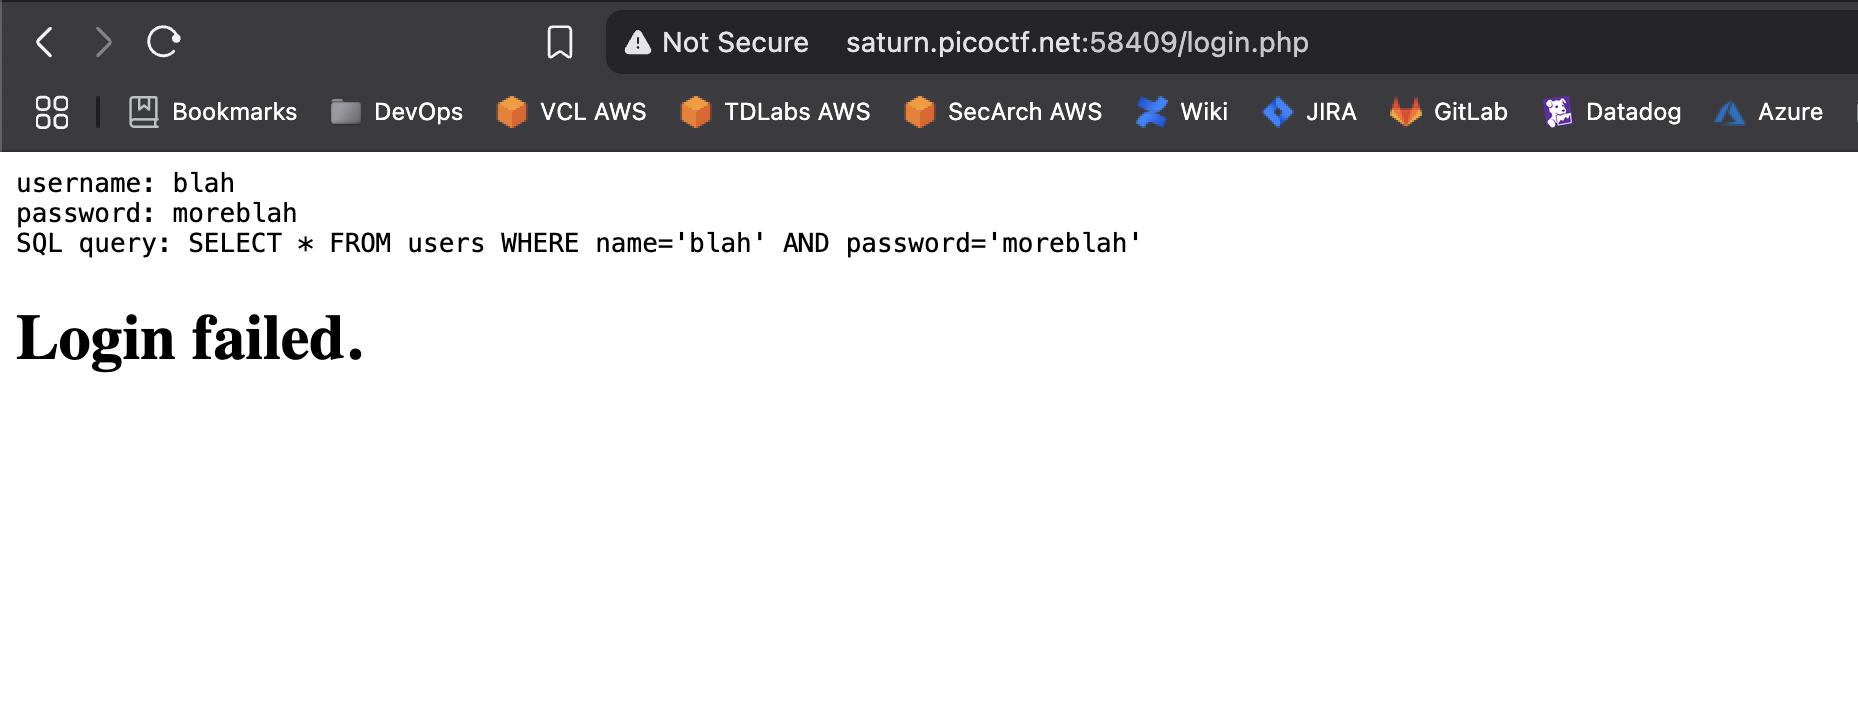 Not Secure saturn.picoctf.net:58409/login.php
Bookmarks DevOps VCL AWS TDLabs AWS SecArch AWS Wiki JIRA GitLab Datadog Azure
username: blah
password: moreblah
SQL query: SELECT * FROM users WHERE name='blah' AND password='moreblah'
Login failed.